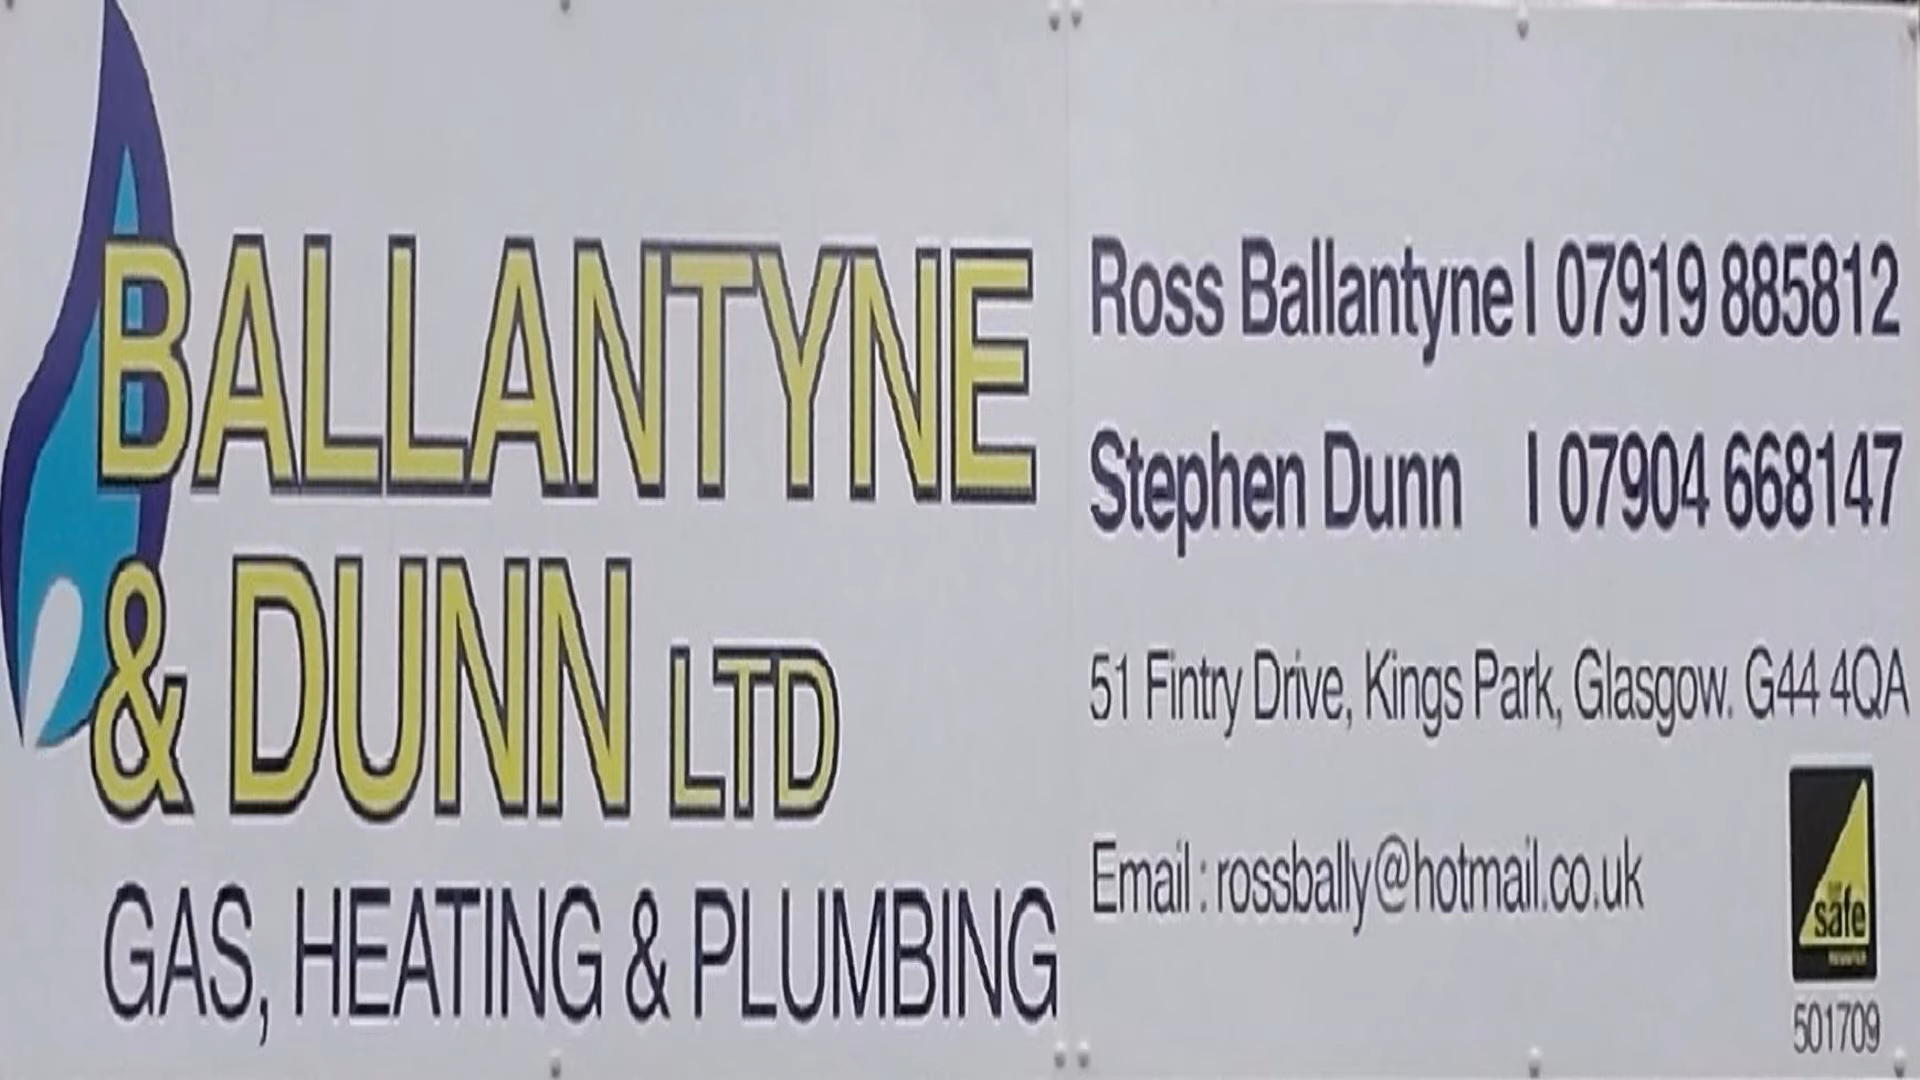 BALLANTYNE
& DUNN LTD
GAS, HEATING & PLUMBING
Ross Ballantyne I 07919 885812
Stephen Dunn I 07904 668147
51 Fintry Drive, Kings Park, Glasgow. G44 4QA
Email : rossbally@hotmail.co.uk
safe
501709